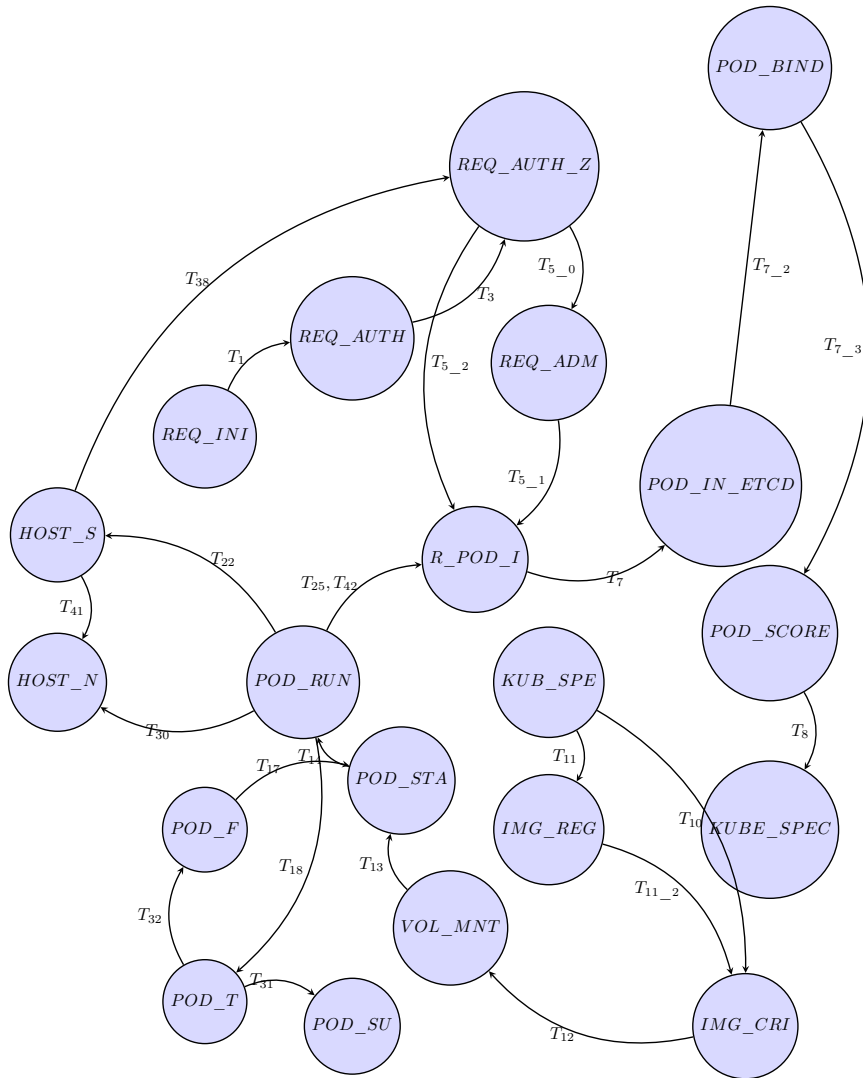 POD_BIND
REQ_AUTH_Z
T5_0
T7_2
T38
T3
T1
REQ_AUTH
T7_3
T5_2
REQ_ADM
REQ_INI
T5_1
POD_IN_ETCD
HOST_S
T22
R_POD_I
T25, T42
T7
T41
POD_SCORE
HOST_N
POD_RUN
KUB_SPE
T30
T8
T11
T17
POD_STA
T10
POD_F
IMG_REG
KUBE_SPEC
T18
T13
T11_2
T32
VOL_MNT
T31
POD_T
POD_SU
T12
IMG_CRI